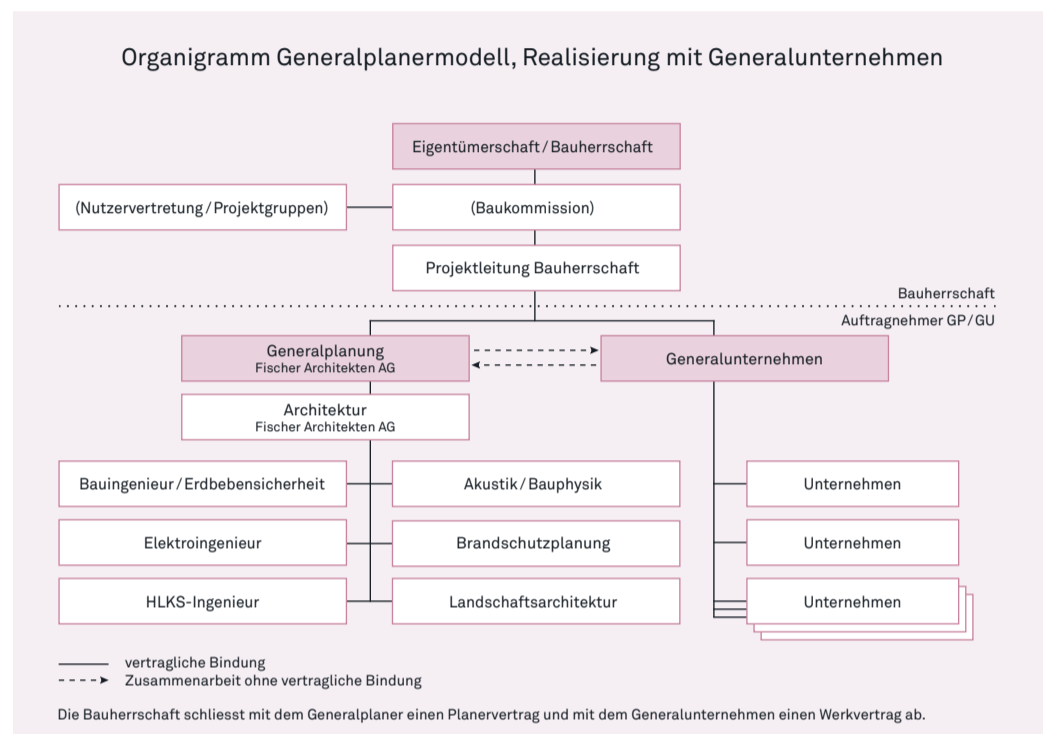 Organigramm Generalplanermodell, Realisierung mit Generalunternehmen
Eigentümerschaft / Bauherrschaft
(Nutzervertretung / Projektgruppen)
(Baukommission)
Projektleitung Bauherrschaft
Bauherrschaft
Auftragnehmer GP / GU
Generalplanung
Fischer Architekten AG
Generalunternehmen
Architektur
Fischer Architekten AG
Bauingenieur / Erdbebensicherheit
Akustik / Bauphysik
Unternehmen
Elektroingenieur
Brandschutzplanung
Unternehmen
HLKS-Ingenieur
Landschaftsarchitektur
Unternehmen
vertragliche Bindung
Zusammenarbeit ohne vertragliche Bindung
Die Bauherrschaft schliesst mit dem Generalplaner einen Planervertrag und mit dem Generalunternehmen einen Werkvertrag ab.